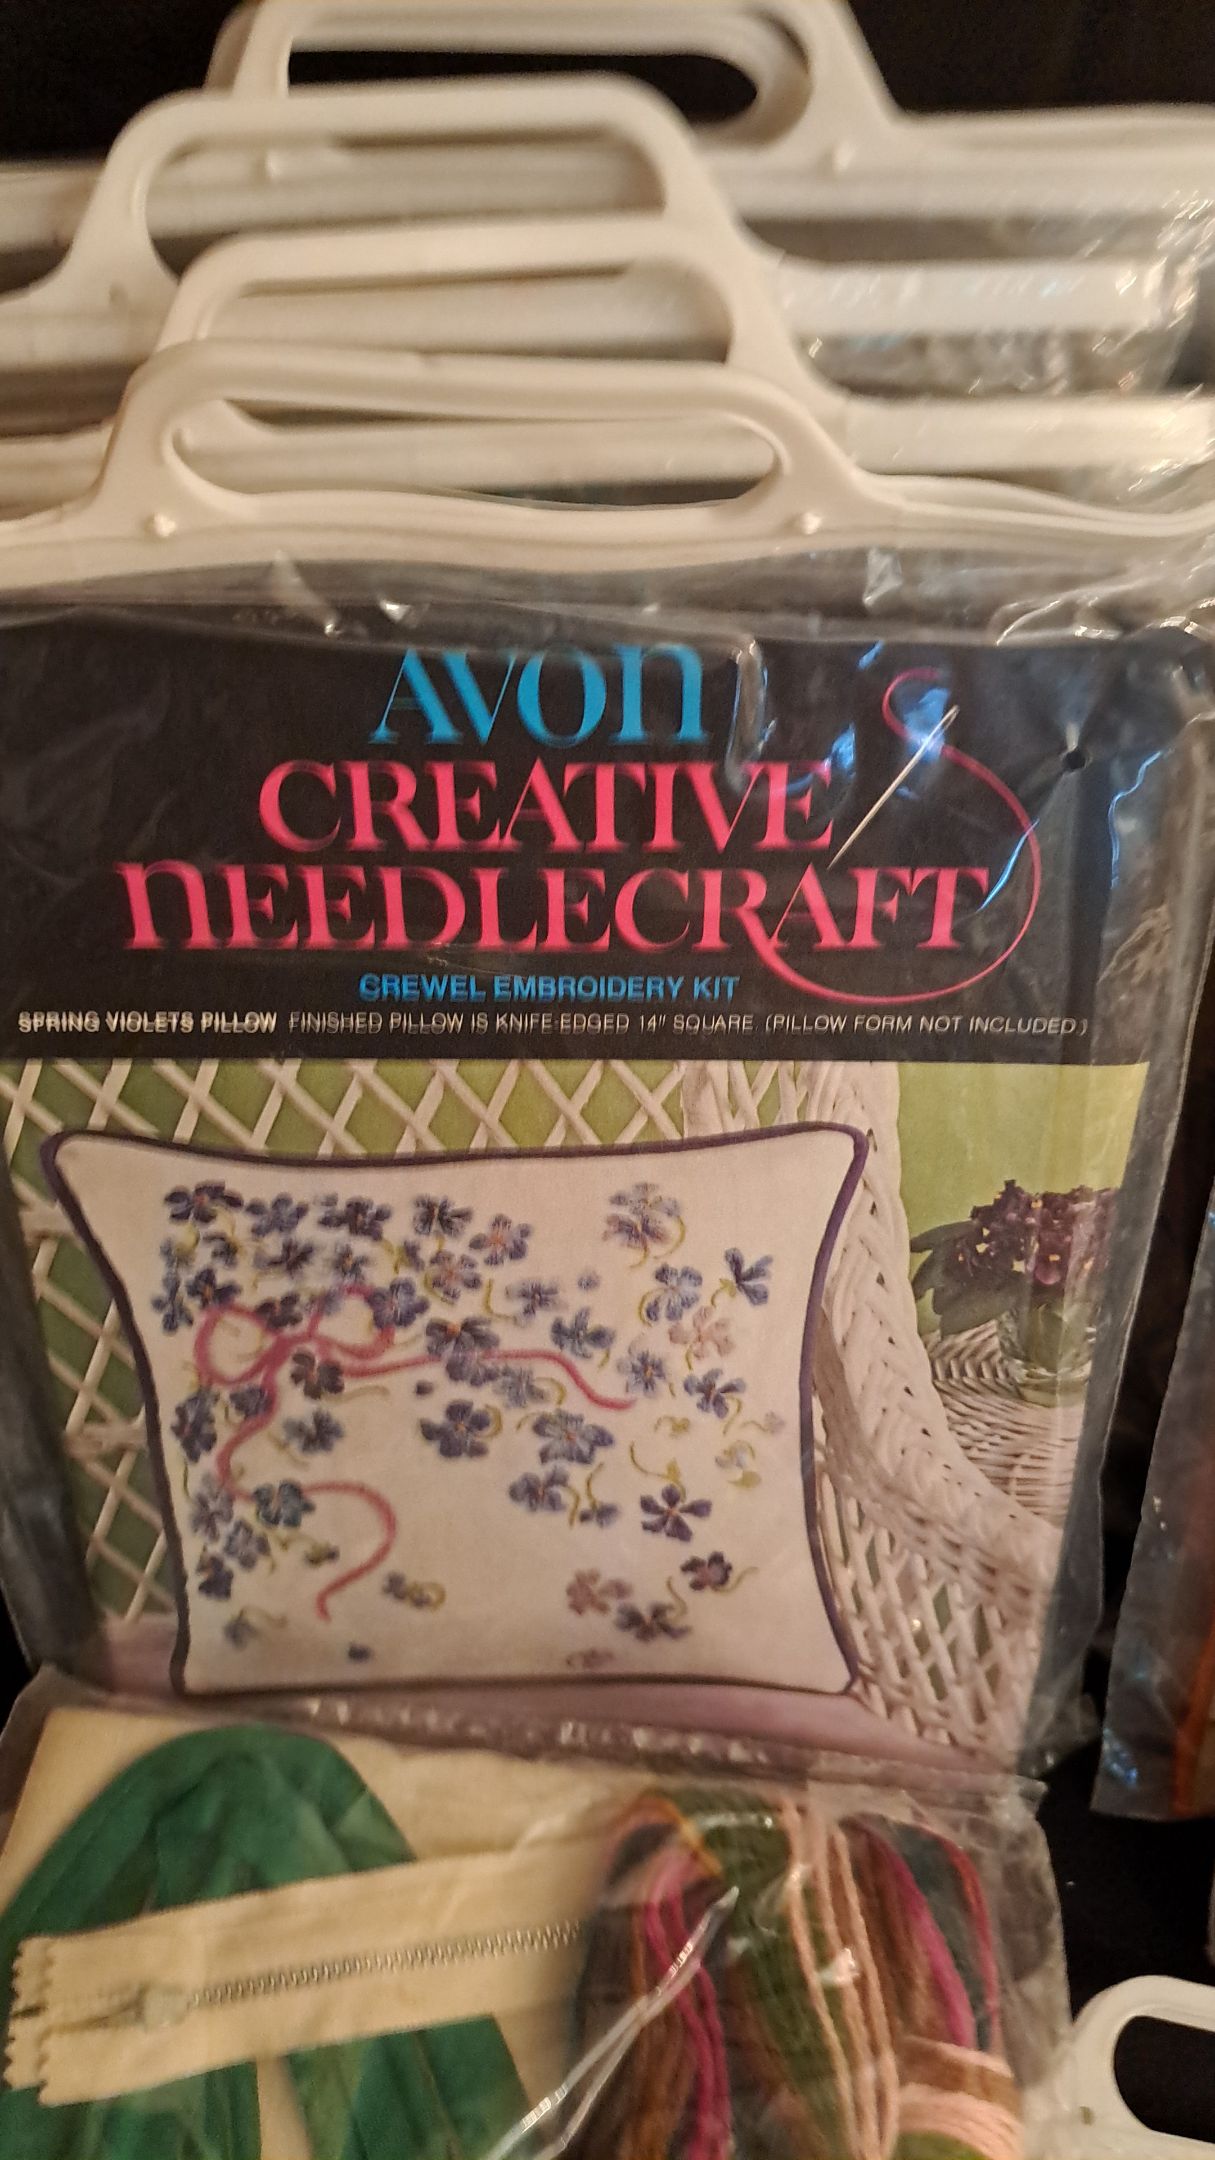 AVON
CREATIVE
NEEDLECRAFT
CREWEL EMBROIDERY KIT
SPRING VIOLETS PILLOW FINISHED PILLOW IS KNIFE-EDGED 14" SQUARE. (PILLOW FORM NOT INCLUDED.)